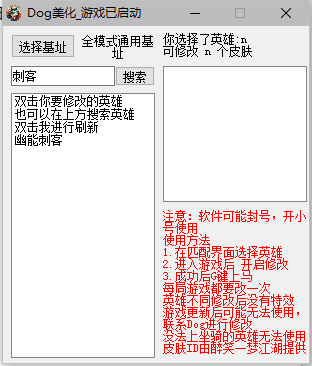 Dog美化_游戏已启动
选择基址
全模式通用基
址
你选择了英雄:n
可修改 n 个皮肤
刺客
搜索
双击你要修改的英雄
也可以在上方搜索英雄
双击我进行刷新
幽能刺客
注意：软件可能封号，开小
号使用
使用方法
1.在匹配界面选择英雄
2.进入游戏后 开启修改
3.成功后G键上马
每局游戏都要改一次
英雄不同修改后没有特效
游戏更新后可能无法使用，
联系Dog进行修改
没法上坐骑的英雄无法使用
皮肤ID由醉笑一梦江湖提供